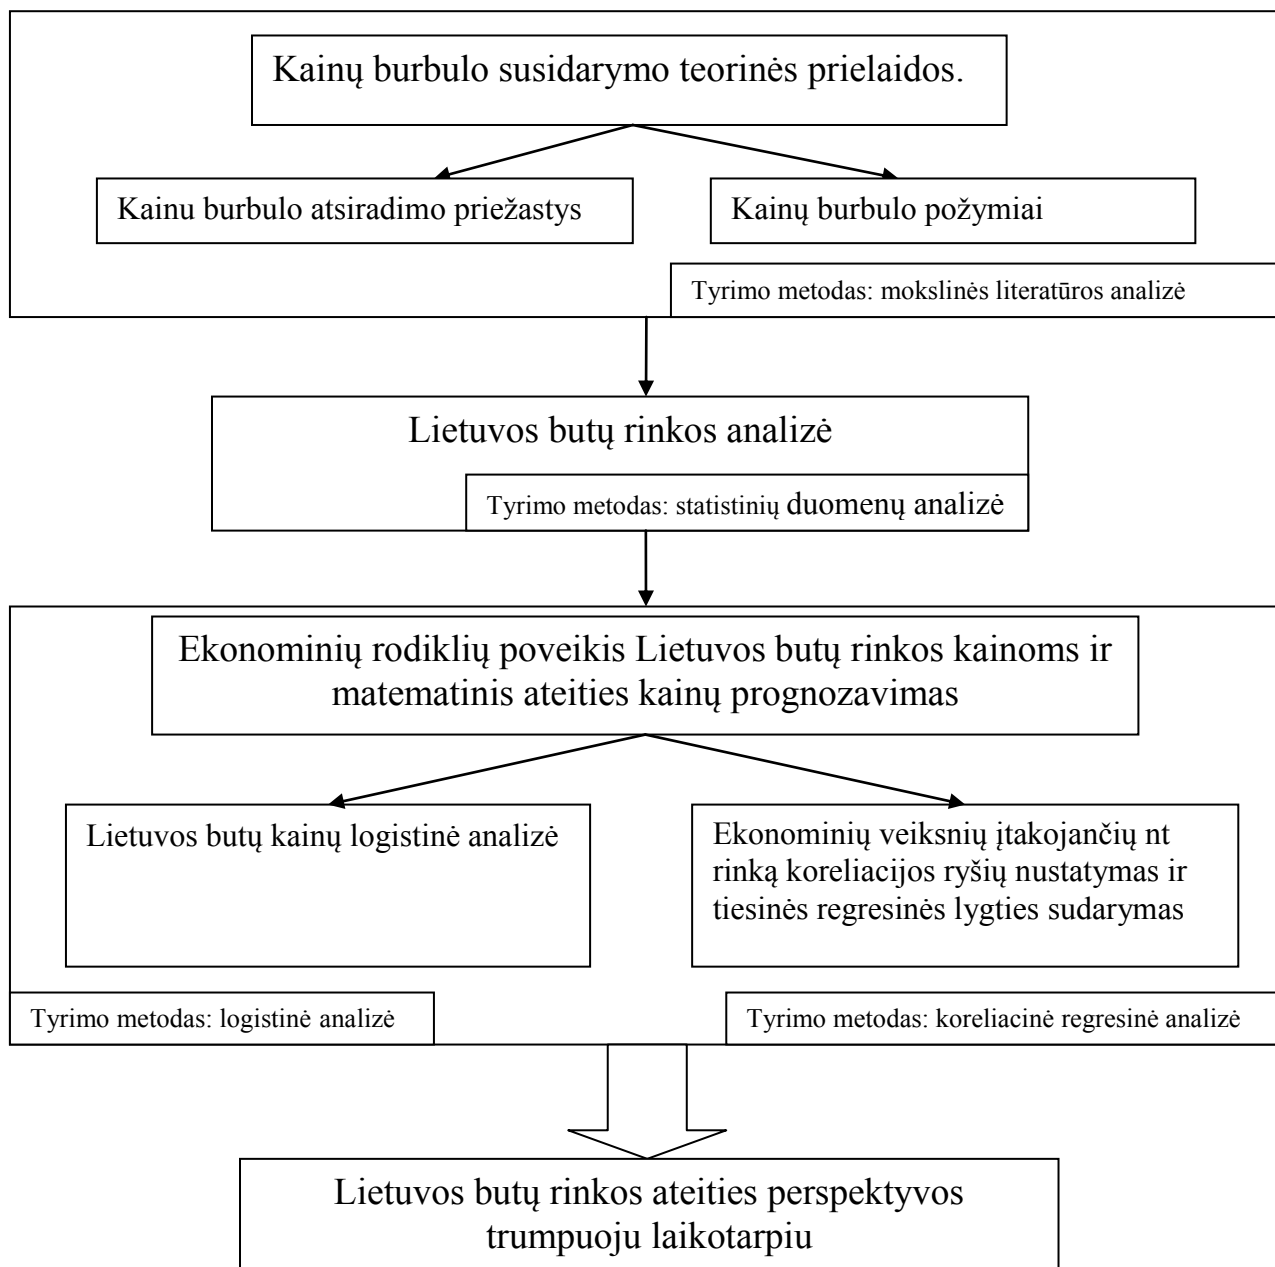 Kainų burbulo susidarymo teorinės prielaidos.
Kainu burbulo atsiradimo priežastys
Kainų burbulo požymiai
Tyrimo metodas: mokslinės literatūros analizė
Lietuvos butų rinkos analizė
Tyrimo metodas: statistinių duomenų analizė
Ekonominių rodiklių poveikis Lietuvos butų rinkos kainoms ir
matematinis ateities kainų prognozavimas
Lietuvos butų kainų logistinė analizė
Ekonominių veiksnių įtakojančių nt
rinką koreliacijos ryšių nustatymas ir
tiesinės regresinės lygties sudarymas
Tyrimo metodas: logistinė analizė
Tyrimo metodas: koreliacinė regresinė analizė
Lietuvos butų rinkos ateities perspektyvos
trumpuoju laikotarpiu